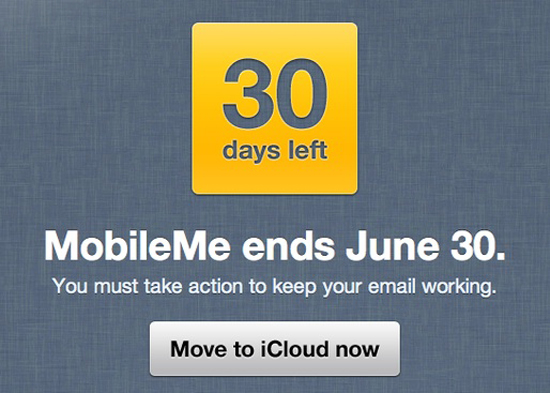 30
days left
MobileMe ends June 30.
You must take action to keep your email working.
Move to iCloud now